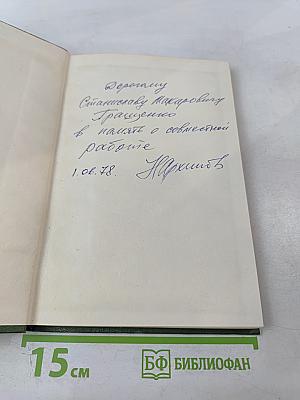 Дорогому
Станиславу Макаровичу
Гращенко
в память о совместной
работе
1.06.78.
15 см
БФ БИБЛИОФАН